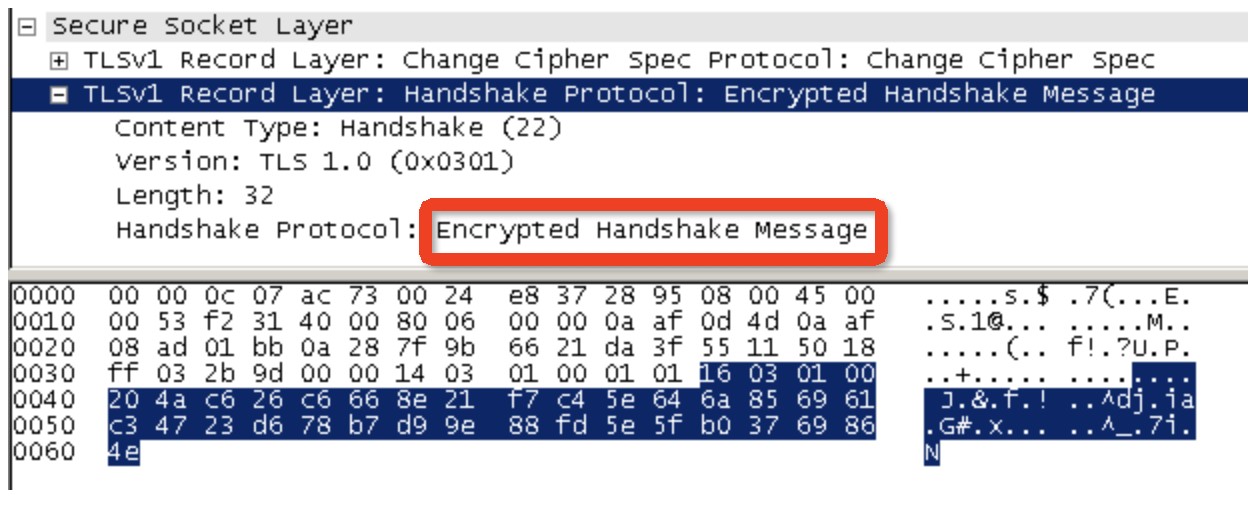 Secure Socket Layer
TLSv1 Record Layer: Change Cipher Spec Protocol: Change Cipher Spec
TLSv1 Record Layer: Handshake Protocol: Encrypted Handshake Message
Content Type: Handshake (22)
Version: TLS 1.0 (0x0301)
Length: 32
Handshake Protocol: Encrypted Handshake Message
0000 00 00 0c 07 ac 73 00 24 e8 37 28 95 08 00 45 00 .....s.$ .7(...E.
0010 00 53 f2 31 40 00 80 06 00 00 0a af 0d 4d 0a af .S.1@... .....M..
0020 08 ad 01 bb 0a 28 7f 9b 66 21 da 3f 55 11 50 18 .....(.. f!.?U.P.
0030 ff 03 2b 9d 00 00 14 03 01 00 01 01 16 03 01 00 ..+..... ........
0040 20 4a c6 26 c6 66 8e 21 f7 c4 5e 64 6a 85 69 61 J.&.f.! ..^dj.ia
0050 c3 47 23 d6 78 b7 d9 9e 88 fd 5e 5f b0 37 69 86 .G#.x... ..^_.7i.
0060 4e N